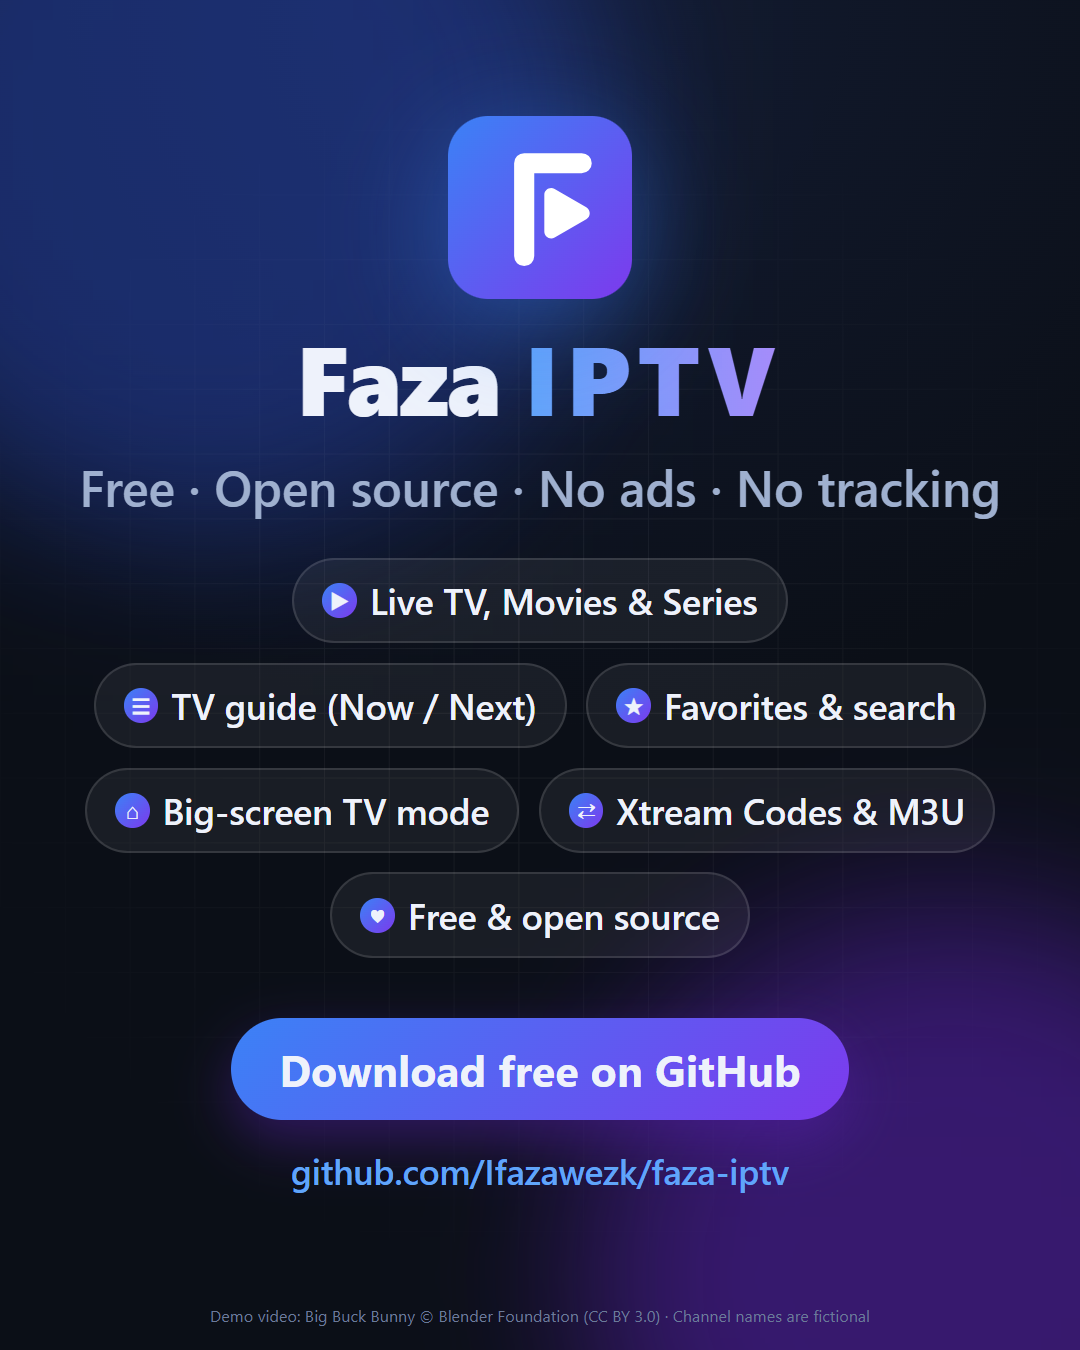 Faza IPTV
Free · Open source · No ads · No tracking
Live TV, Movies & Series
TV guide (Now / Next)
Favorites & search
Big-screen TV mode
Xtream Codes & M3U
Free & open source
Download free on GitHub
github.com/lfazawezk/faza-iptv
Demo video: Big Buck Bunny © Blender Foundation (CC BY 3.0) · Channel names are fictional